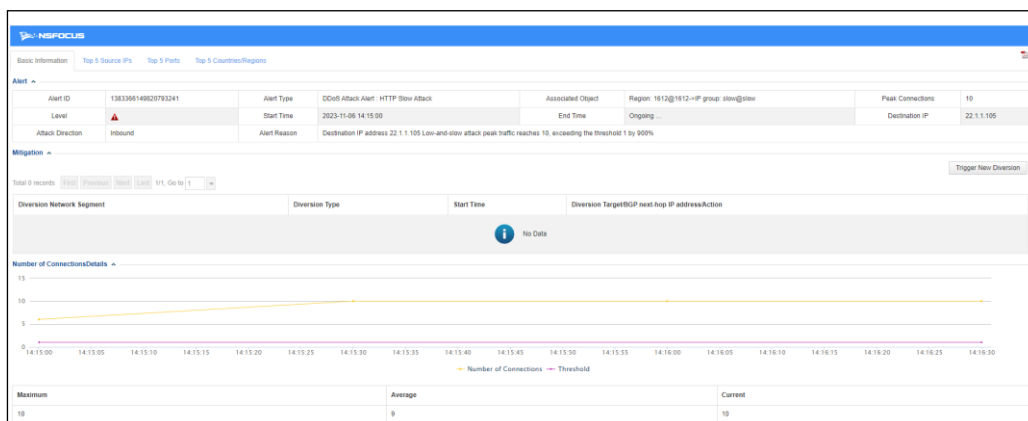 NSFOCUS
Basic Information Top 5 Source IPs Top 5 Ports Top 5 Countries/Regions
Alert
Alert ID 1383366149820793241 Alert Type DDoS Attack Alert : HTTP Slow Attack Associated Object Region: 1612@1612->IP group: slow@slow Peak Connections 10
Level Start Time 2023-11-06 14:15:00 End Time Ongoing ... Destination IP 22.1.1.105
Attack Direction Inbound Alert Reason Destination IP address 22.1.1.105 Low-and-slow attack peak traffic reaches 10, exceeding the threshold 1 by 900%
Mitigation
Trigger New Diversion
Total 0 records First Previous Next Last 1/1, Go to 1
Diversion Network Segment Diversion Type Start Time Diversion Target/BGP next-hop IP address/Action
No Data
Number of ConnectionsDetails
15
10
5
0
14:15:00 14:15:05 14:15:10 14:15:15 14:15:20 14:15:25 14:15:30 14:15:35 14:15:40 14:15:45 14:15:50 14:15:55 14:16:00 14:16:05 14:16:10 14:16:15 14:16:20 14:16:25 14:16:30
Number of Connections Threshold
Maximum Average Current
10 9 10